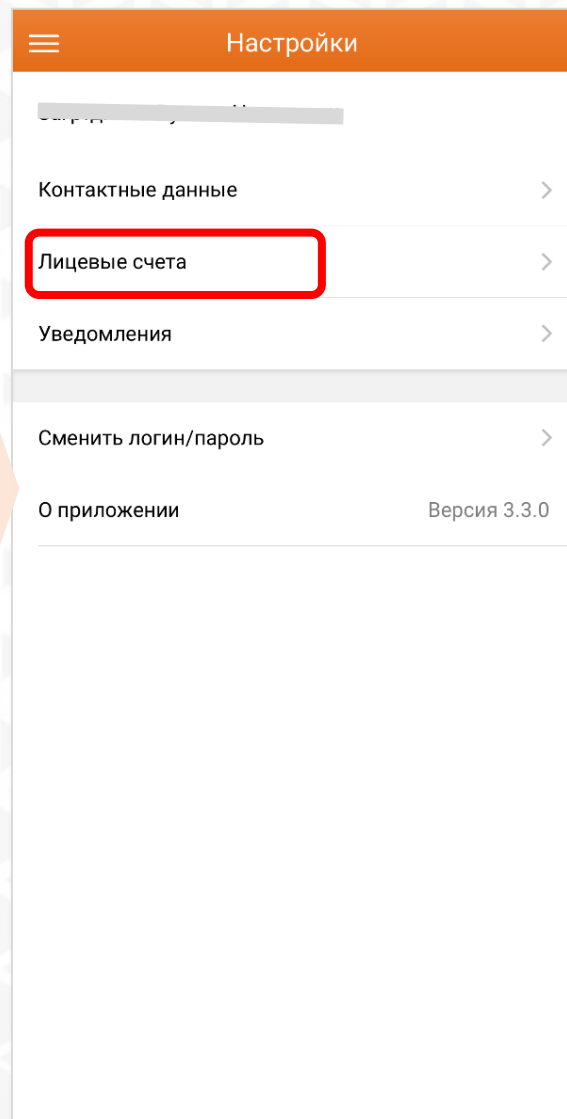 Настройки
Контактные данные
Лицевые счета
Уведомления
Сменить логин/пароль
О приложении
Версия 3.3.0